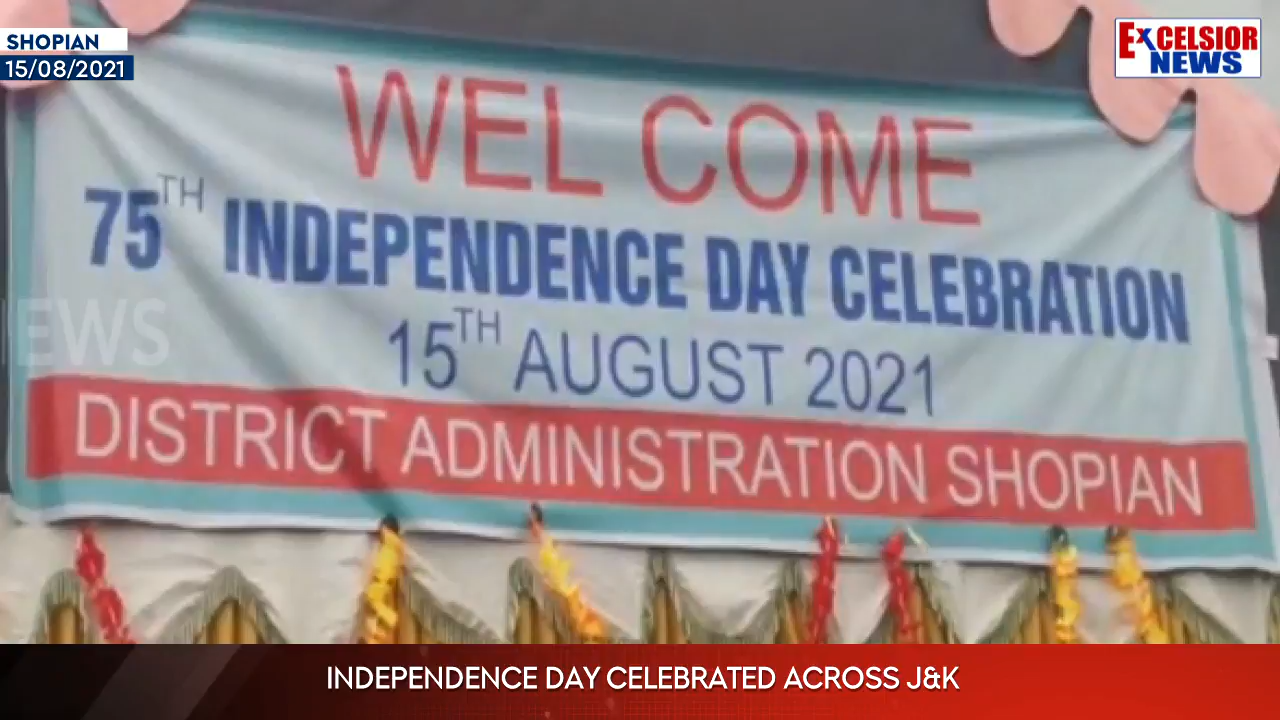 SHOPIAN
15/08/2021
EXCELSIOR
NEWS
WEL COME
75TH INDEPENDENCE DAY CELEBRATION
15TH AUGUST 2021
DISTRICT ADMINISTRATION SHOPIAN
EWS
INDEPENDENCE DAY CELEBRATED ACROSS J&K